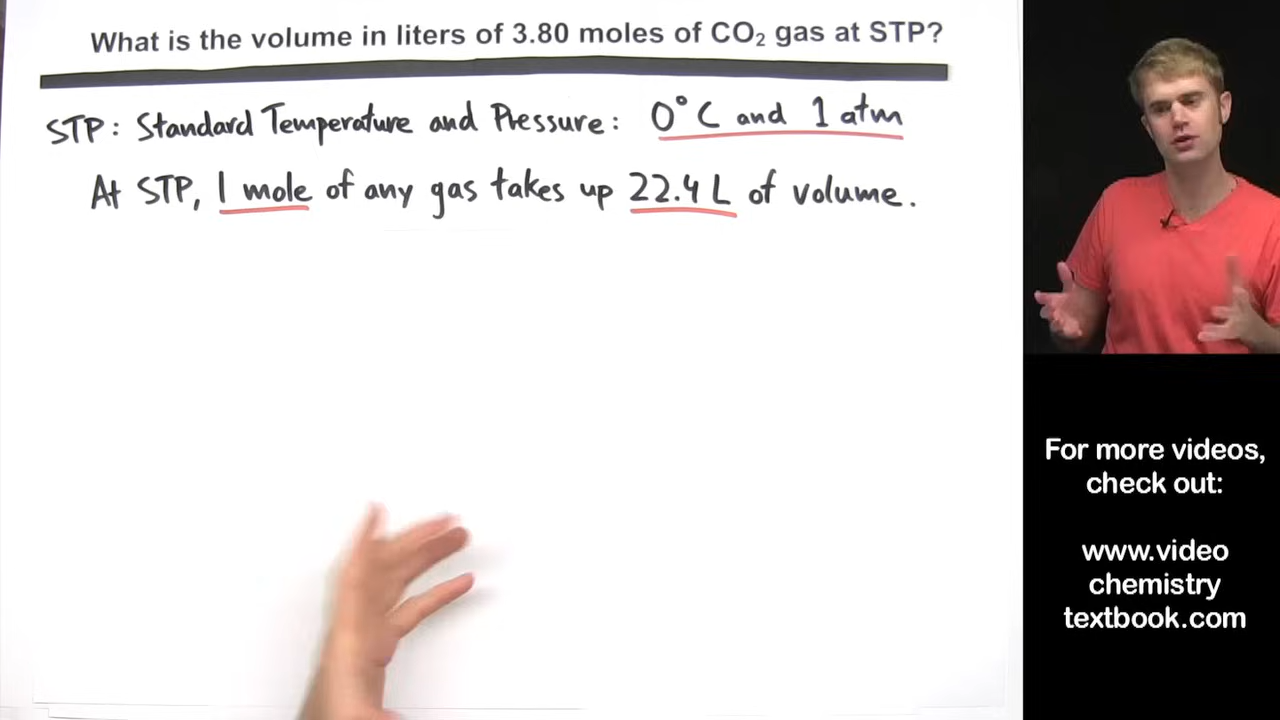 What is the volume in liters of 3.80 moles of CO₂ gas at STP?
STP: Standard Temperature and Pressure: 0°C and 1 atm
At STP, 1 mole of any gas takes up 22.4 L of volume.
For more videos,
check out:
www.video
chemistry
textbook.com